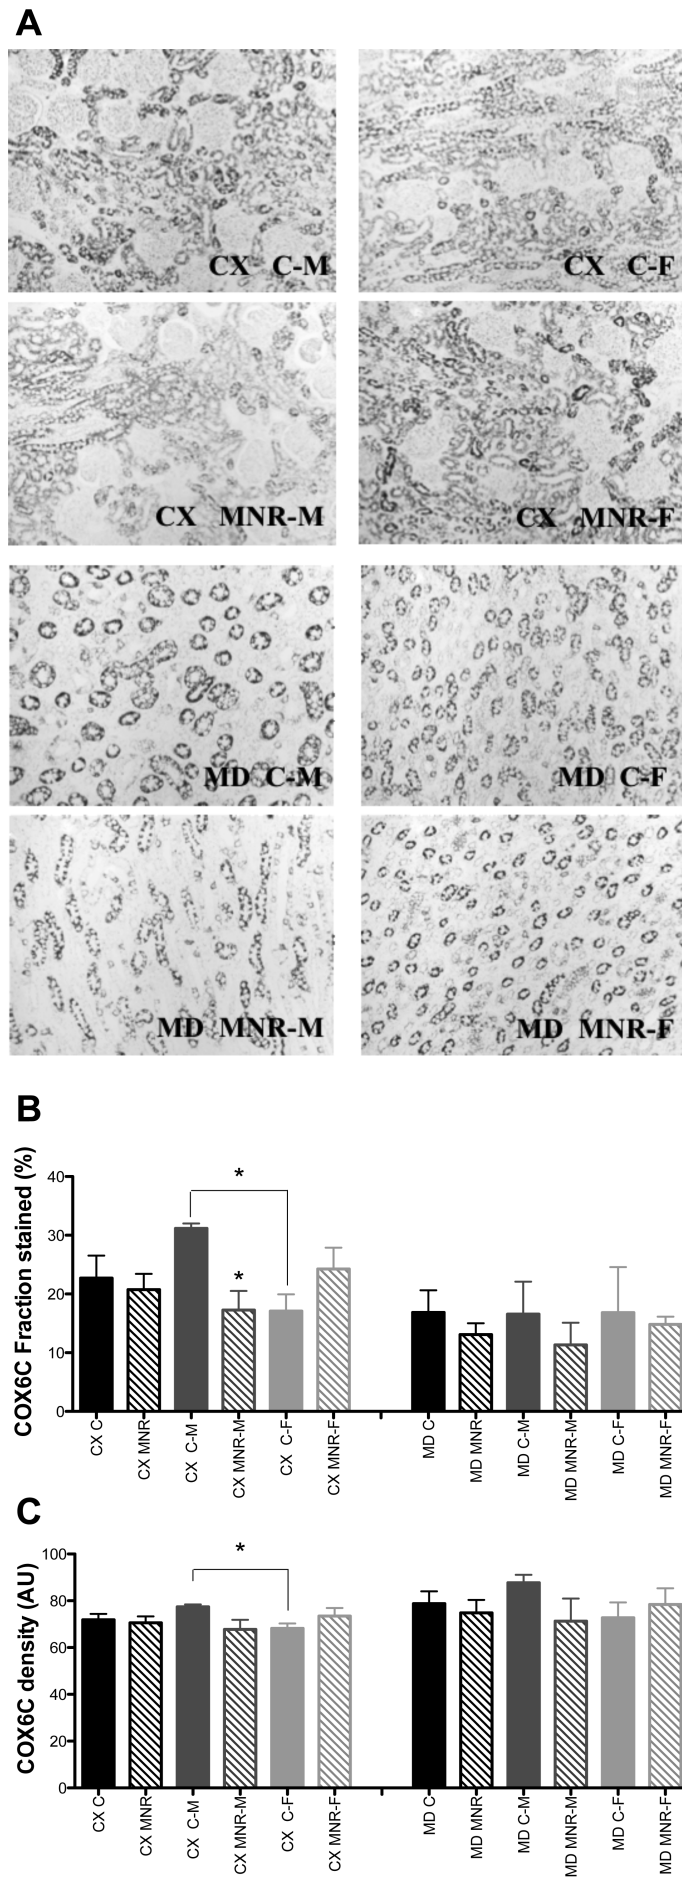 A
CX C-M
CX C-F
CX MNR-M
CX MNR-F
MD C-M
MD C-F
MD MNR-M
MD MNR-F
B
COX6C Fraction stained (%)
40
30
20
10
0
*
*
CX C
CX MNR
CX C-M
CX MNR-M
CX C-F
CX MNR-F
MD C
MD MNR
MD C-M
MD MNR-M
MD C-F
MD MNR-F
C
COX6C density (AU)
100
80
60
40
20
0
*
CX C
CX MNR
CX C-M
CX MNR-M
CX C-F
CX MNR-F
MD C
MD MNR
MD C-M
MD MNR-M
MD C-F
MD MNR-F